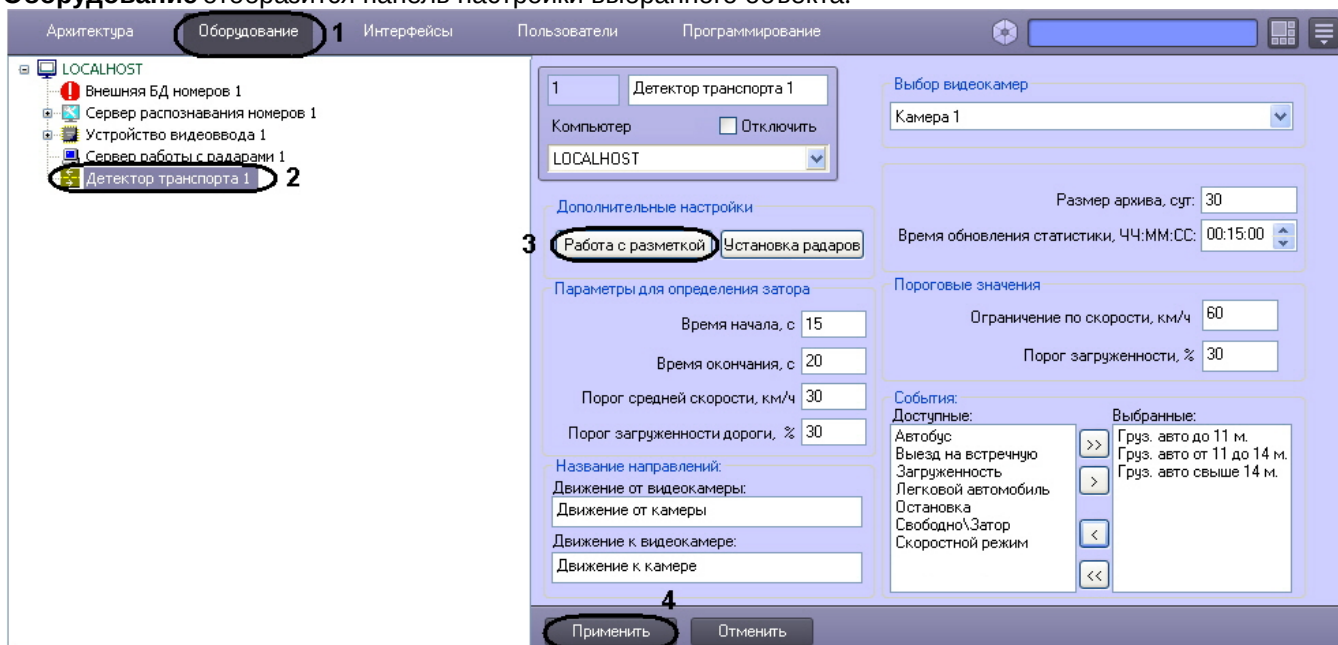 Оборудование отобразится панель настройки выбранного объекта.
Архитектура Оборудование 1 Интерфейсы Пользователи Программирование
LOCALHOST
Внешняя БД номеров 1
Сервер распознавания номеров 1
Устройство видеоввода 1
Сервер работы с радарами 1
Детектор транспорта 1 2
1 Детектор транспорта 1
Компьютер Отключить
LOCALHOST
Дополнительные настройки
3 Работа с разметкой Установка радаров
Параметры для определения затора
Время начала, с 15
Время окончания, с 20
Порог средней скорости, км/ч 30
Порог загруженности дороги, % 30
Название направлений:
Движение от видеокамеры:
Движение от камеры
Движение к видеокамере:
Движение к камере
Выбор видеокамер
Камера 1
Размер архива, сут: 30
Время обновления статистики, ЧЧ:ММ:СС: 00:15:00
Пороговые значения
Ограничение по скорости, км/ч 60
Порог загруженности, % 30
События:
Доступные:
Автобус
Выезд на встречную
Загруженность
Легковой автомобиль
Остановка
Свободно\Затор
Скоростной режим
>>
>
<
<<
Выбранные:
Груз. авто до 11 м.
Груз. авто от 11 до 14 м.
Груз. авто свыше 14 м.
4
Применить Отменить